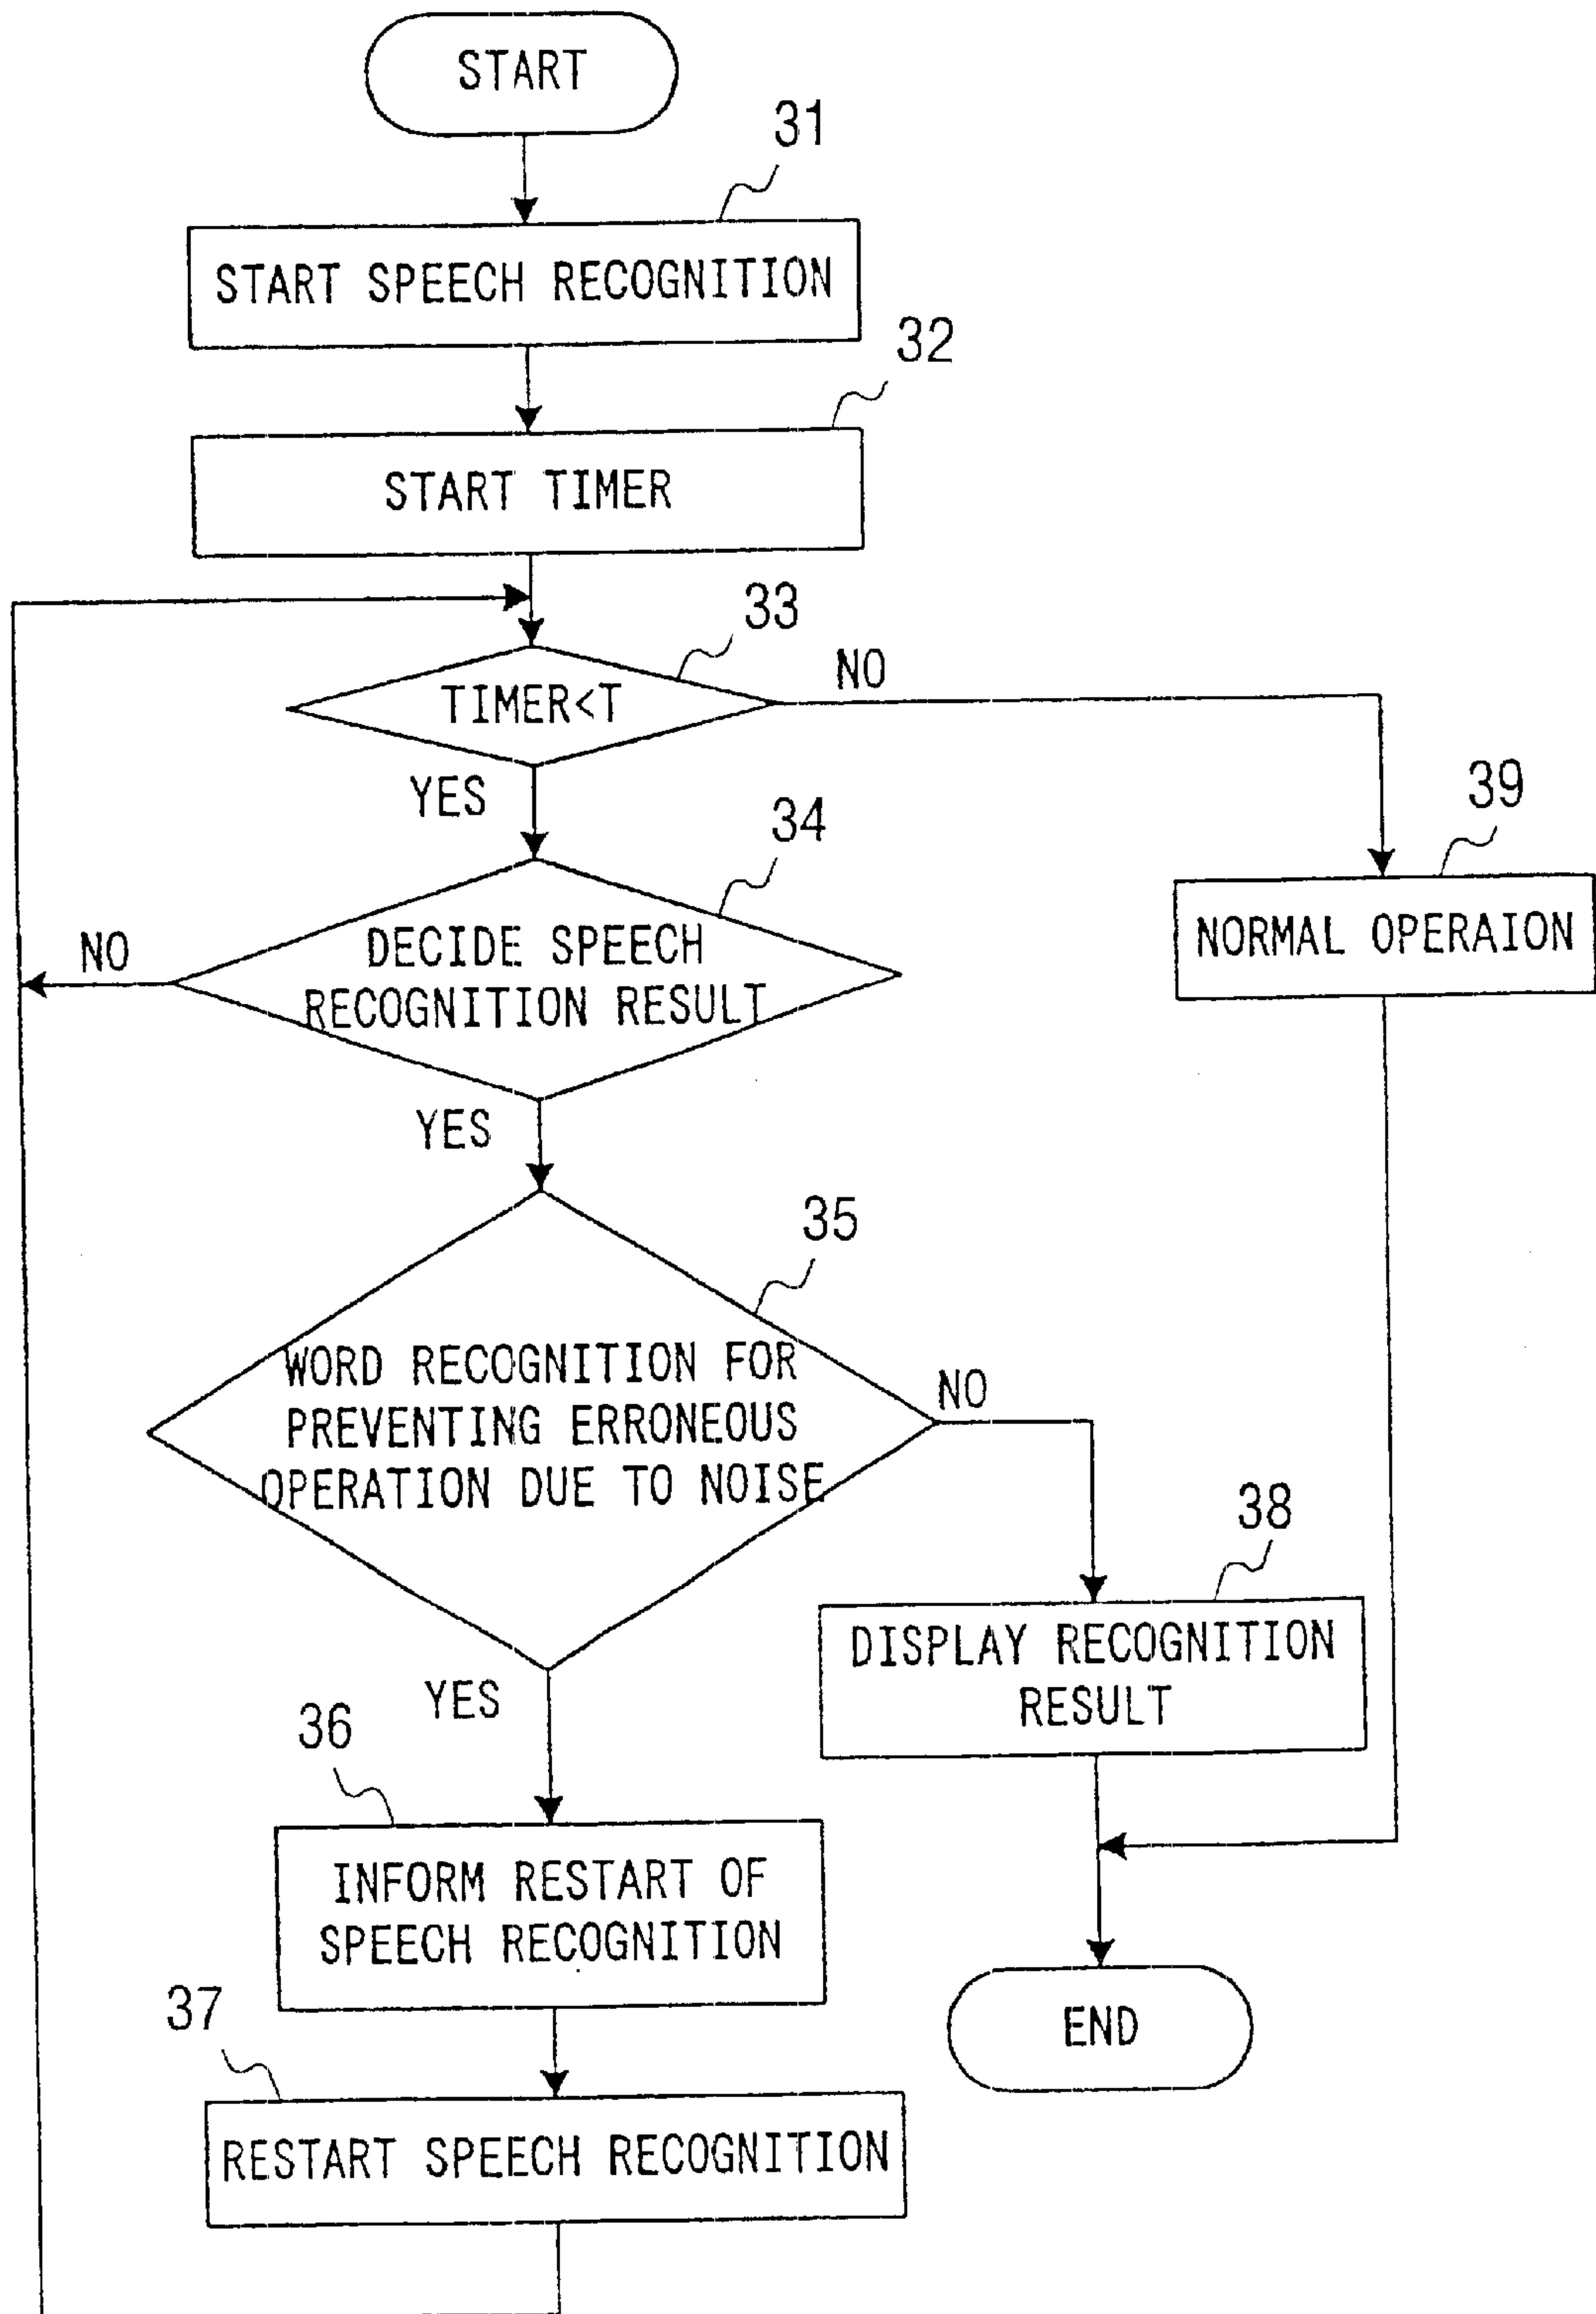 START
31
START SPEECH RECOGNITION
32
START TIMER
33
TIMER<T
NO
YES
39
NORMAL OPERAION
34
DECIDE SPEECH
RECOGNITION RESULT
NO
YES
35
WORD RECOGNITION FOR
PREVENTING ERRONEOUS
OPERATION DUE TO NOISE
NO
YES
38
DISPLAY RECOGNITION
RESULT
36
INFORM RESTART OF
SPEECH RECOGNITION
END
37
RESTART SPEECH RECOGNITION